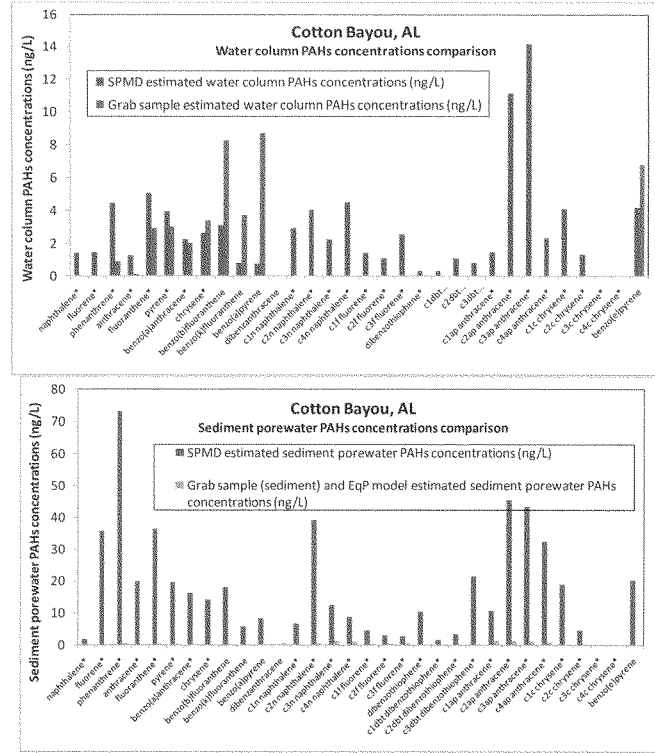 Cotton Bayou, AL
Water column PAHs concentrations comparison
SPMD estimated water column PAHs concentrations (ng/L)
Grab sample estimated water column PAHs concentrations (ng/L)
Water column PAHs concentrations (ng/L)
16
14
12
10
8
6
4
2
0
naphthalene*
fluorene*
phenanthrene*
anthracene*
fluoranthene*
pyrene*
benzo(a)anthracene*
chrysene*
benzo(b)fluoranthene
benzo(k)fluoranthene
benzo(a)pyrene
dibenzanthracene
c1n naphthalene*
c2n naphthalene*
c3n naphthalene*
c4n naphthalene*
c1f fluorene*
c2f fluorene*
c3f fluorene*
dibenzothiophene
c1dbt...
c2dbt...
c3dbt...
c1ap anthracene*
c2ap anthracene*
c3ap anthracene*
c4ap anthracene*
c1c chrysene*
c2c chrysene*
c3c chrysene*
c4c chrysene*
benzo(e)pyrene
Cotton Bayou, AL
Sediment porewater PAHs concentrations comparison
SPMD estimated sediment porewater PAHs concentrations (ng/L)
Grab sample (sediment) and EqP model estimated sediment porewater PAHs
concentrations (ng/L)
Sediment porewater PAHs concentrations (ng/L)
80
70
60
50
40
30
20
10
0
naphthalene*
fluorene*
phenanthrene*
anthracene*
fluoranthene*
pyrene*
benzo(a)anthracene*
chrysene*
benzo(b)fluoranthene
benzo(k)fluoranthene
benzo(a)pyrene
dibenzanthracene
c1n naphthalene*
c2n naphthalene*
c3n naphthalene*
c4n naphthalene*
c1f fluorene*
c2f fluorene*
c3f fluorene*
dibenzothiophene*
c1dbt dibenzothiophene*
c2dbt dibenzothiophene*
c3dbt dibenzothiophene*
c1ap anthracene*
c2ap anthracene*
c3ap anthracene*
c4ap anthracene*
c1c chrysene*
c2c chrysene*
c3c chrysene*
c4c chrysene*
benzo(e)pyrene